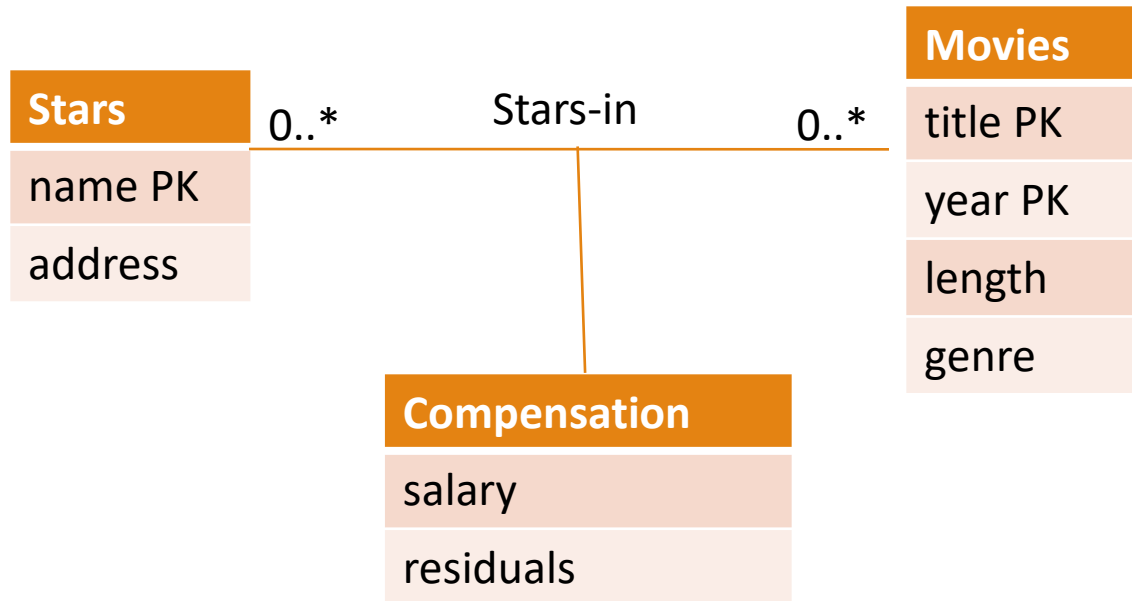 Stars
name PK
address
0..*
Stars-in
0..*
Movies
title PK
year PK
length
genre
Compensation
salary
residuals